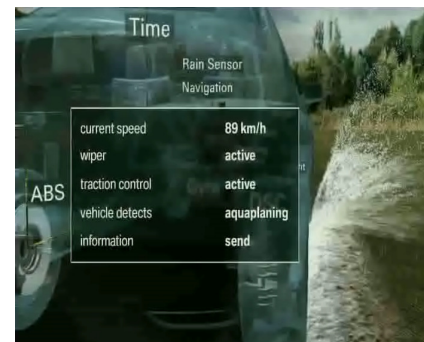 Time
Rain Sensor
Navigation
current speed 89 km/h
wiper active
traction control active
ABS
vehicle detects aquaplaning
information send